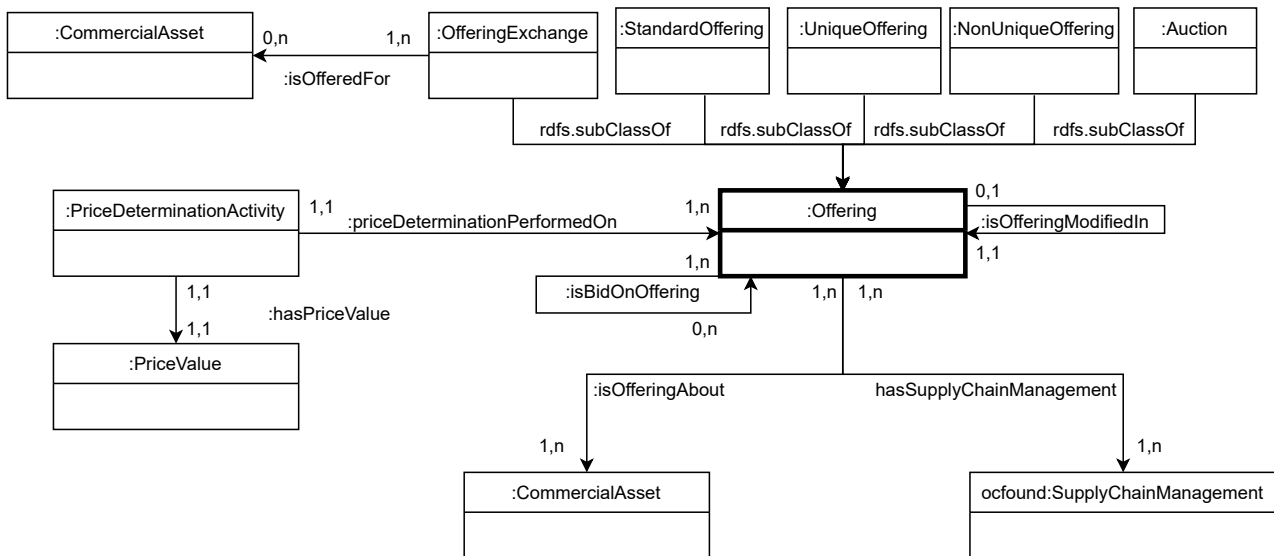 :CommercialAsset
0,n
1,n
:isOfferedFor
:OfferingExchange
:StandardOffering
:UniqueOffering
:NonUniqueOffering
:Auction
rdfs.subClassOf
rdfs.subClassOf
rdfs.subClassOf
rdfs.subClassOf
:PriceDeterminationActivity
1,1
:priceDeterminationPerformedOn
1,n
:Offering
0,1
:isOfferingModifiedIn
1,1
1,n
:isBidOnOffering
0,n
1,n
1,n
1,1
:hasPriceValue
1,1
:PriceValue
:isOfferingAbout
hasSupplyChainManagement
1,n
1,n
:CommercialAsset
ocfound:SupplyChainManagement